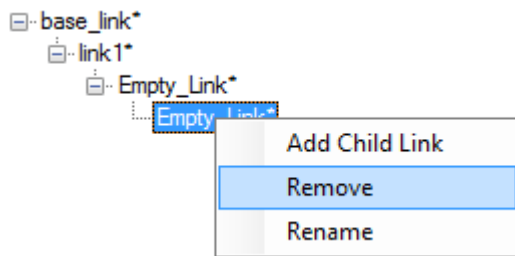 base_link*
link1*
Empty_Link*
Empty_Link*
Add Child Link
Remove
Rename